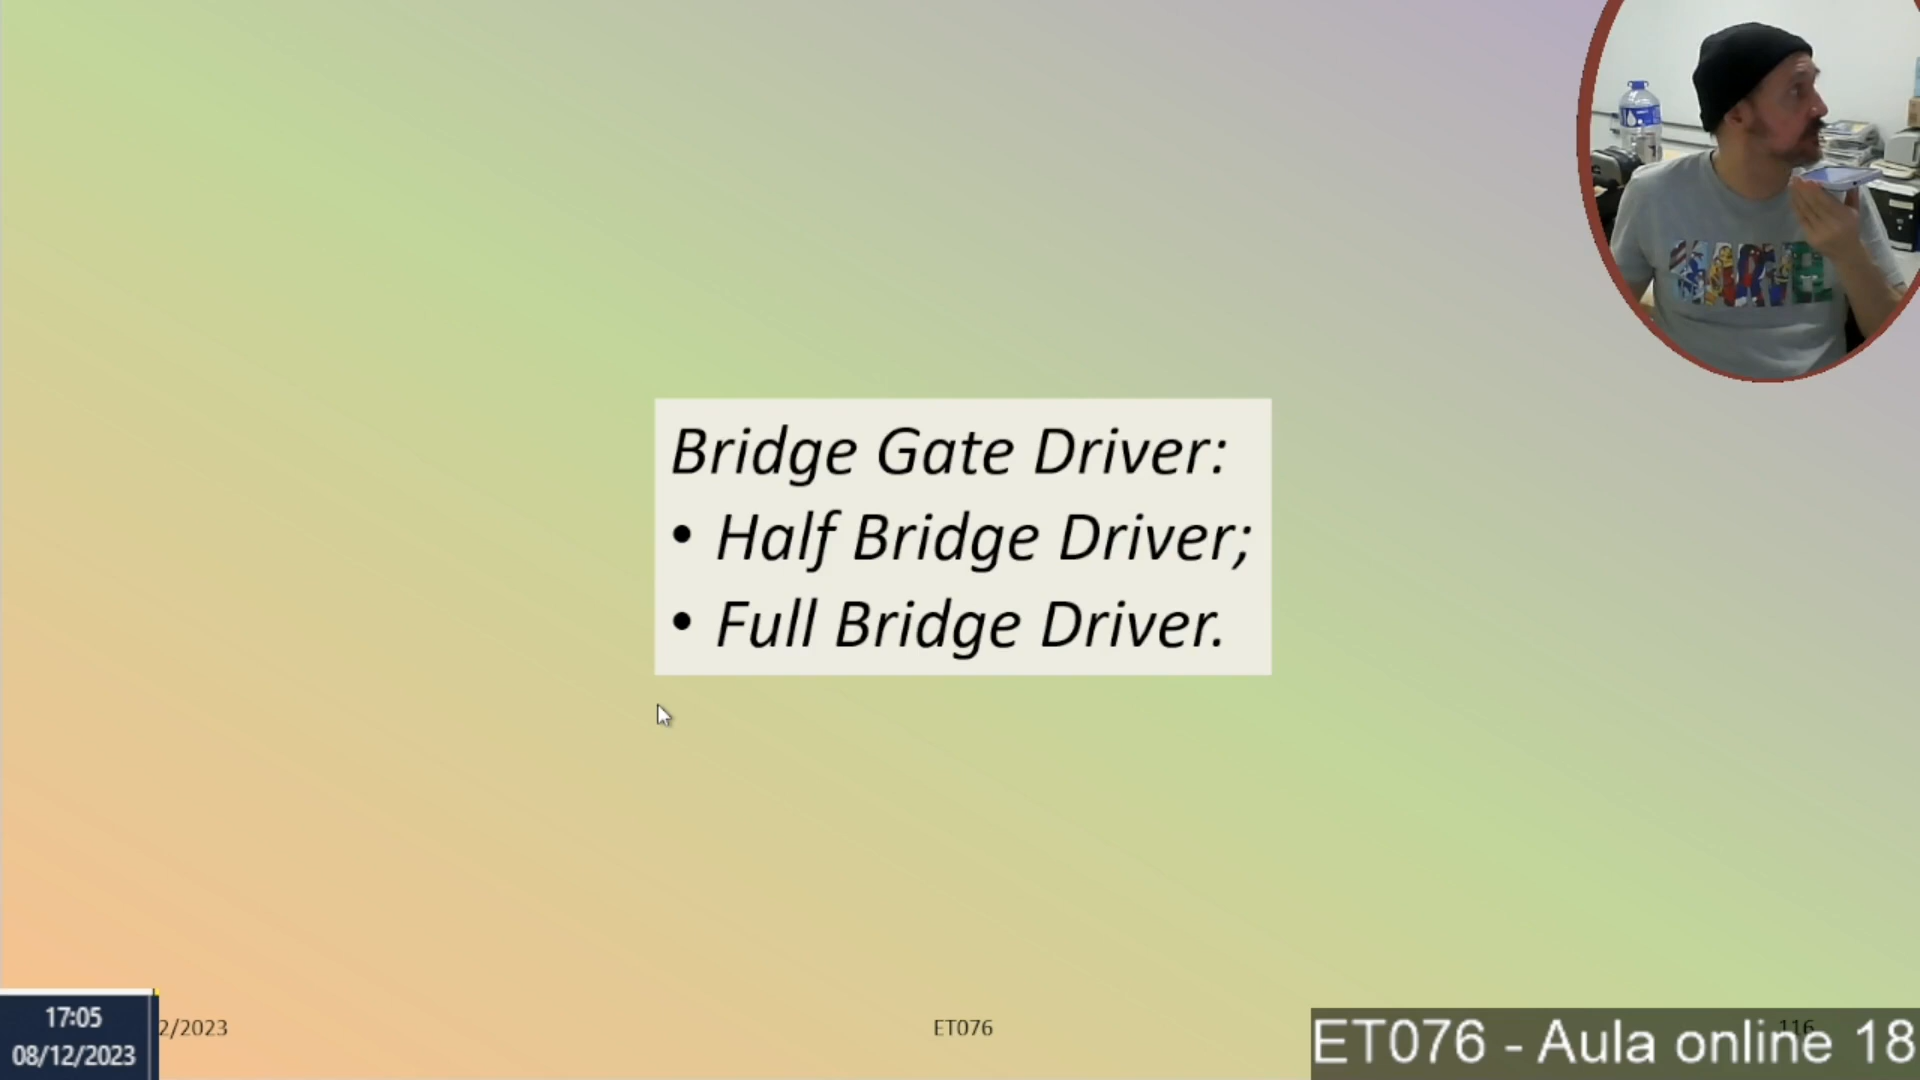 MARVEL
Bridge Gate Driver:
• Half Bridge Driver;
• Full Bridge Driver.
17:05
08/12/2023
2/2023
ET076
116
ET076 - Aula online 18